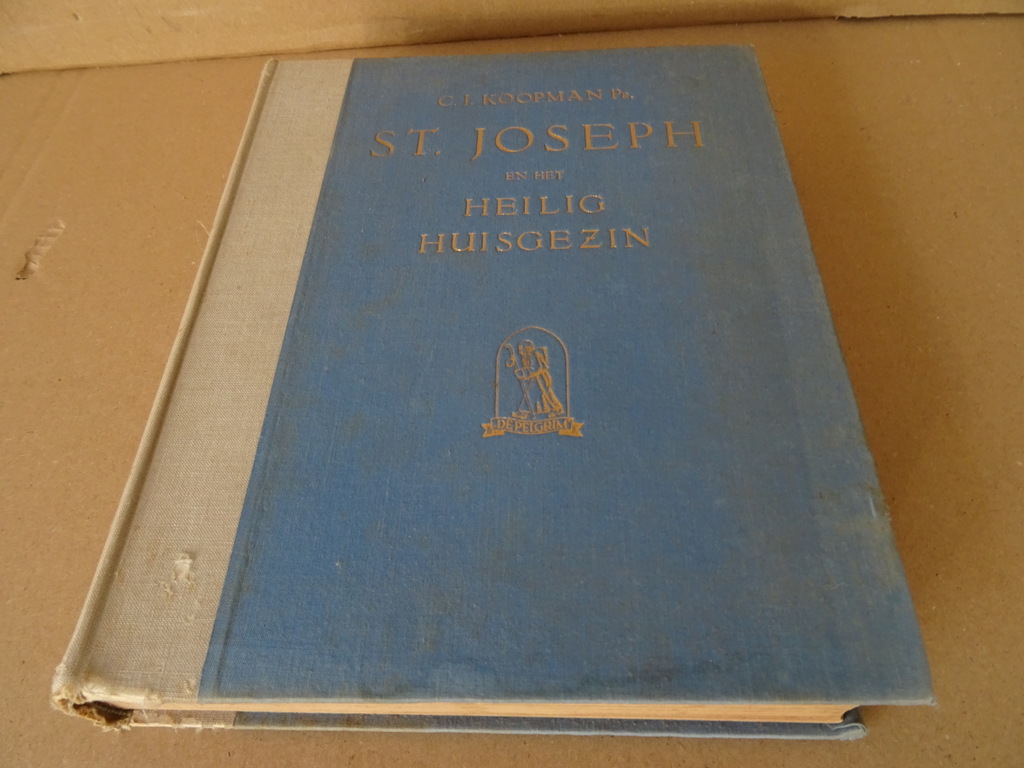 C. J. KOOPMAN Pr.
ST. JOSEPH
EN HET
HEILIG
HUISGEZIN
DE PELGRIM